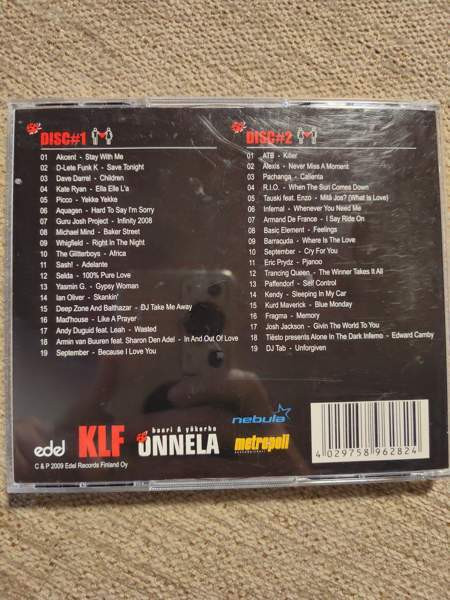 DISC#1
01 Akcent - Stay With Me
02 D-Lete Funk K - Save Tonight
03 Dave Darrel - Children
04 Kate Ryan - Ella Elle L'a
05 Picco - Yekke Yekke
06 Aquagen - Hard To Say I'm Sorry
07 Guru Josh Project - Infinity 2008
08 Michael Mind - Baker Street
09 Whigfield - Right In The Night
10 The Glitterboys - Africa
11 Sash! - Adelante
12 Selda - 100% Pure Love
13 Yasmin G. - Gypsy Woman
14 Ian Oliver - Skankin'
15 Deep Zone And Balthazar - DJ Take Me Away
16 Mad'house - Like A Prayer
17 Andy Duguid feat. Leah - Wasted
18 Armin van Buuren feat. Sharon Den Adel - In And Out Of Love
19 September - Because I Love You
DISC#2
01 ATB - Killer
02 Alexis - Never Miss A Moment
03 Pachanga - Calienta
04 R.I.O. - When The Sun Comes Down
05 Tauski feat. Enzo - Mitä Jos? (What Is Love)
06 Infernal - Whenever You Need Me
07 Armand De France - I Say Ride On
08 Basic Element - Feelings
09 Barracuda - Where Is The Love
10 September - Cry For You
11 Eric Prydz - Pjanoo
12 Trancing Queen - The Winner Takes It All
13 Paffendorf - Self Control
14 Kendy - Sleeping In My Car
15 Kurd Maverick - Blue Monday
16 Fragma - Memory
17 Josh Jackson - Givin The World To You
18 Tiësto presents Alone In The Dark Inferno - Edward Carnby
19 DJ Tab - Unforgiven
edel
KLF
baari & yökerho
ONNELA
nebula
metropoli
C & P 2009 Edel Records Finland Oy
4 029758 962824